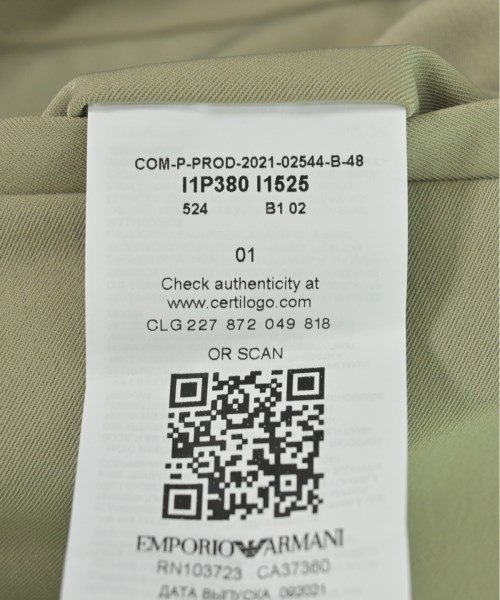 COM-P-PROD-2021-02544-B-48
I1P380 I1525
524 B1 02
01
Check authenticity at
www.certilogo.com
CLG 227 872 049 818
OR SCAN
EMPORIO ARMANI
RN103723 CA37360
ДАТА ВЫПУСКА 092021